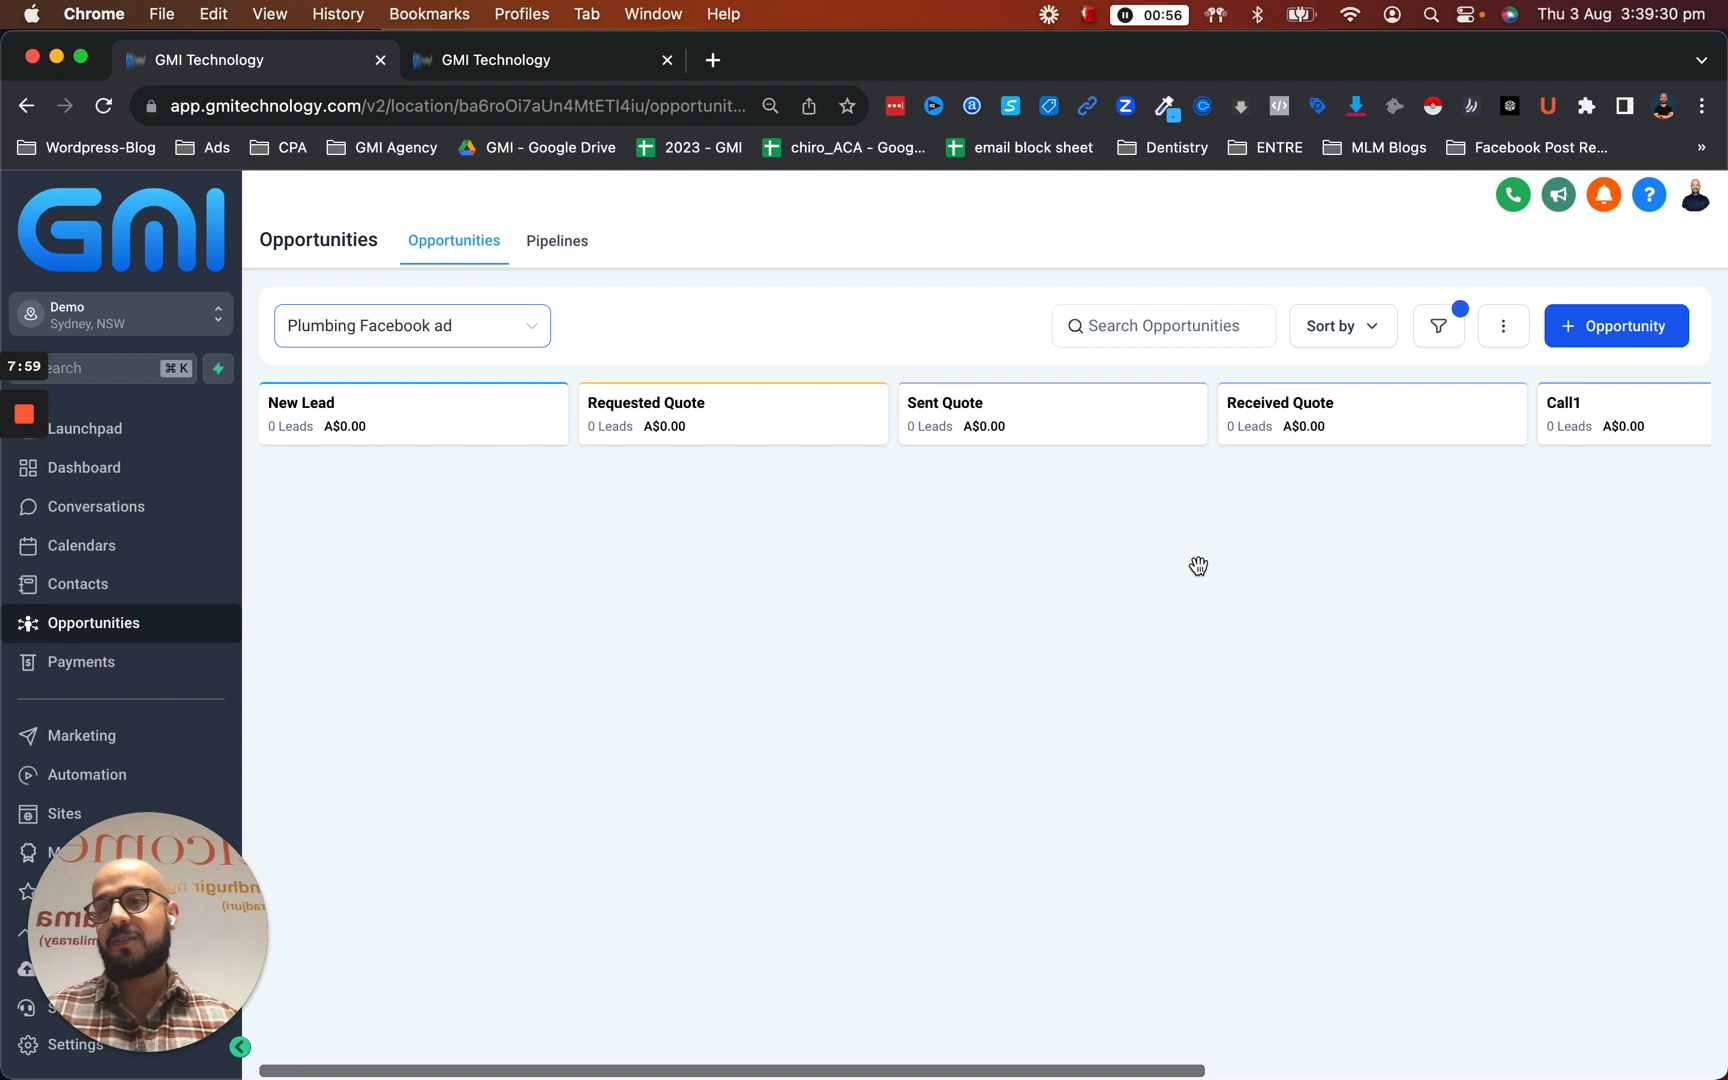 Chrome File Edit View History Bookmarks Profiles Tab Window Help 00:56 Thu 3 Aug 3:39:30 pm
GMI Technology GMI Technology
app.gmitechnology.com/v2/location/ba6roOi7aUn4MtETI4iu/opportunit...
Wordpress-Blog Ads CPA GMI Agency GMI - Google Drive 2023 - GMI chiro_ACA - Goog... email block sheet Dentistry ENTRE MLM Blogs Facebook Post Re... »
GMI
Opportunities Opportunities Pipelines
Demo
Sydney, NSW
Plumbing Facebook ad Search Opportunities Sort by + Opportunity
7:59 earch ⌘ K
New Lead
0 Leads A$0.00
Requested Quote
0 Leads A$0.00
Sent Quote
0 Leads A$0.00
Received Quote
0 Leads A$0.00
Call1
0 Leads A$0.00
Launchpad
Dashboard
Conversations
Calendars
Contacts
Opportunities
Payments
Marketing
Automation
Sites
Settings